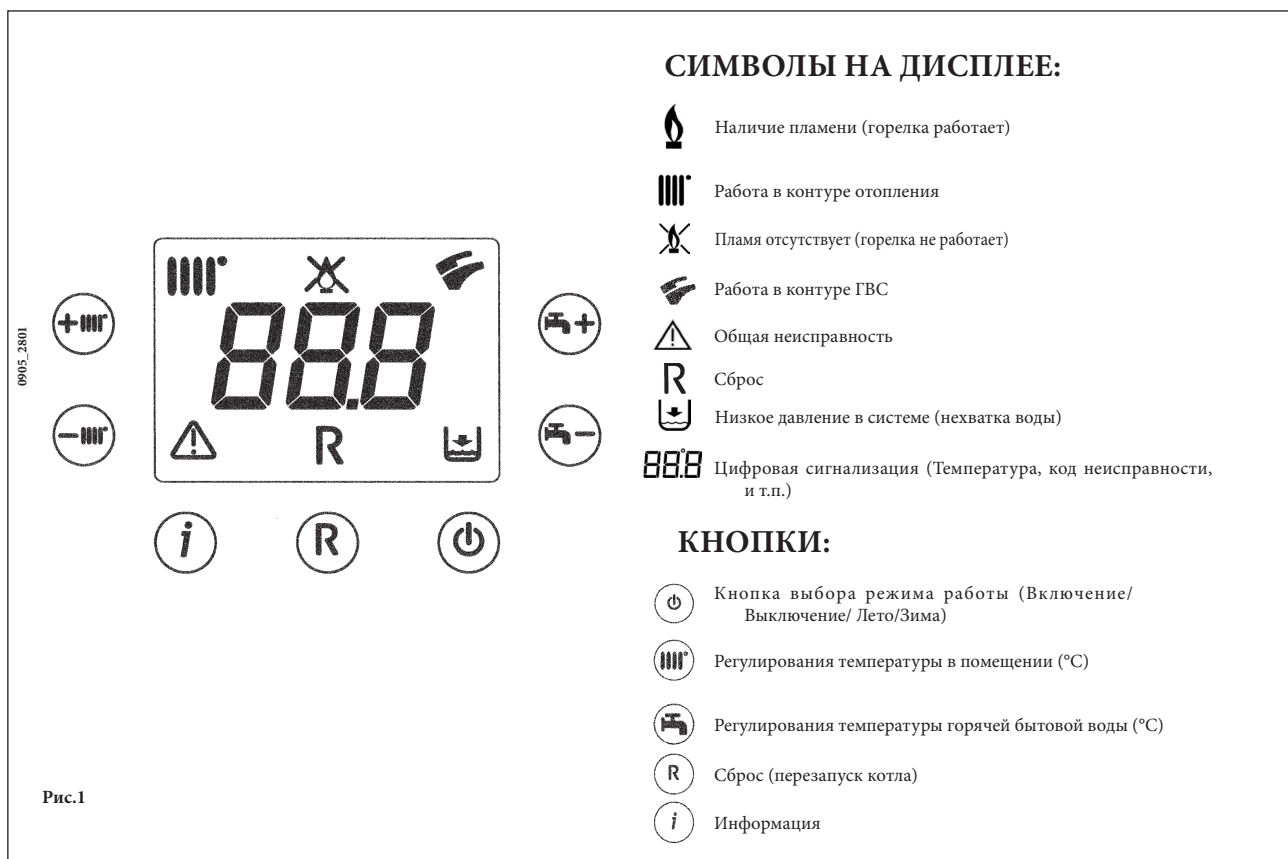 СИМВОЛЫ НА ДИСПЛЕЕ:
Наличие пламени (горелка работает)
Работа в контуре отопления
Пламя отсутствует (горелка не работает)
Работа в контуре ГВС
Общая неисправность
R Сброс
Низкое давление в системе (нехватка воды)
88.8 Цифровая сигнализация (Температура, код неисправности,
и т.п.)
КНОПКИ:
Кнопка выбора режима работы (Включение/
Выключение/ Лето/Зима)
Регулирования температуры в помещении (°C)
Регулирования температуры горячей бытовой воды (°C)
R Сброс (перезапуск котла)
i Информация
0905_2801
88.8
+
+
R
−
−
i
R
Рис.1